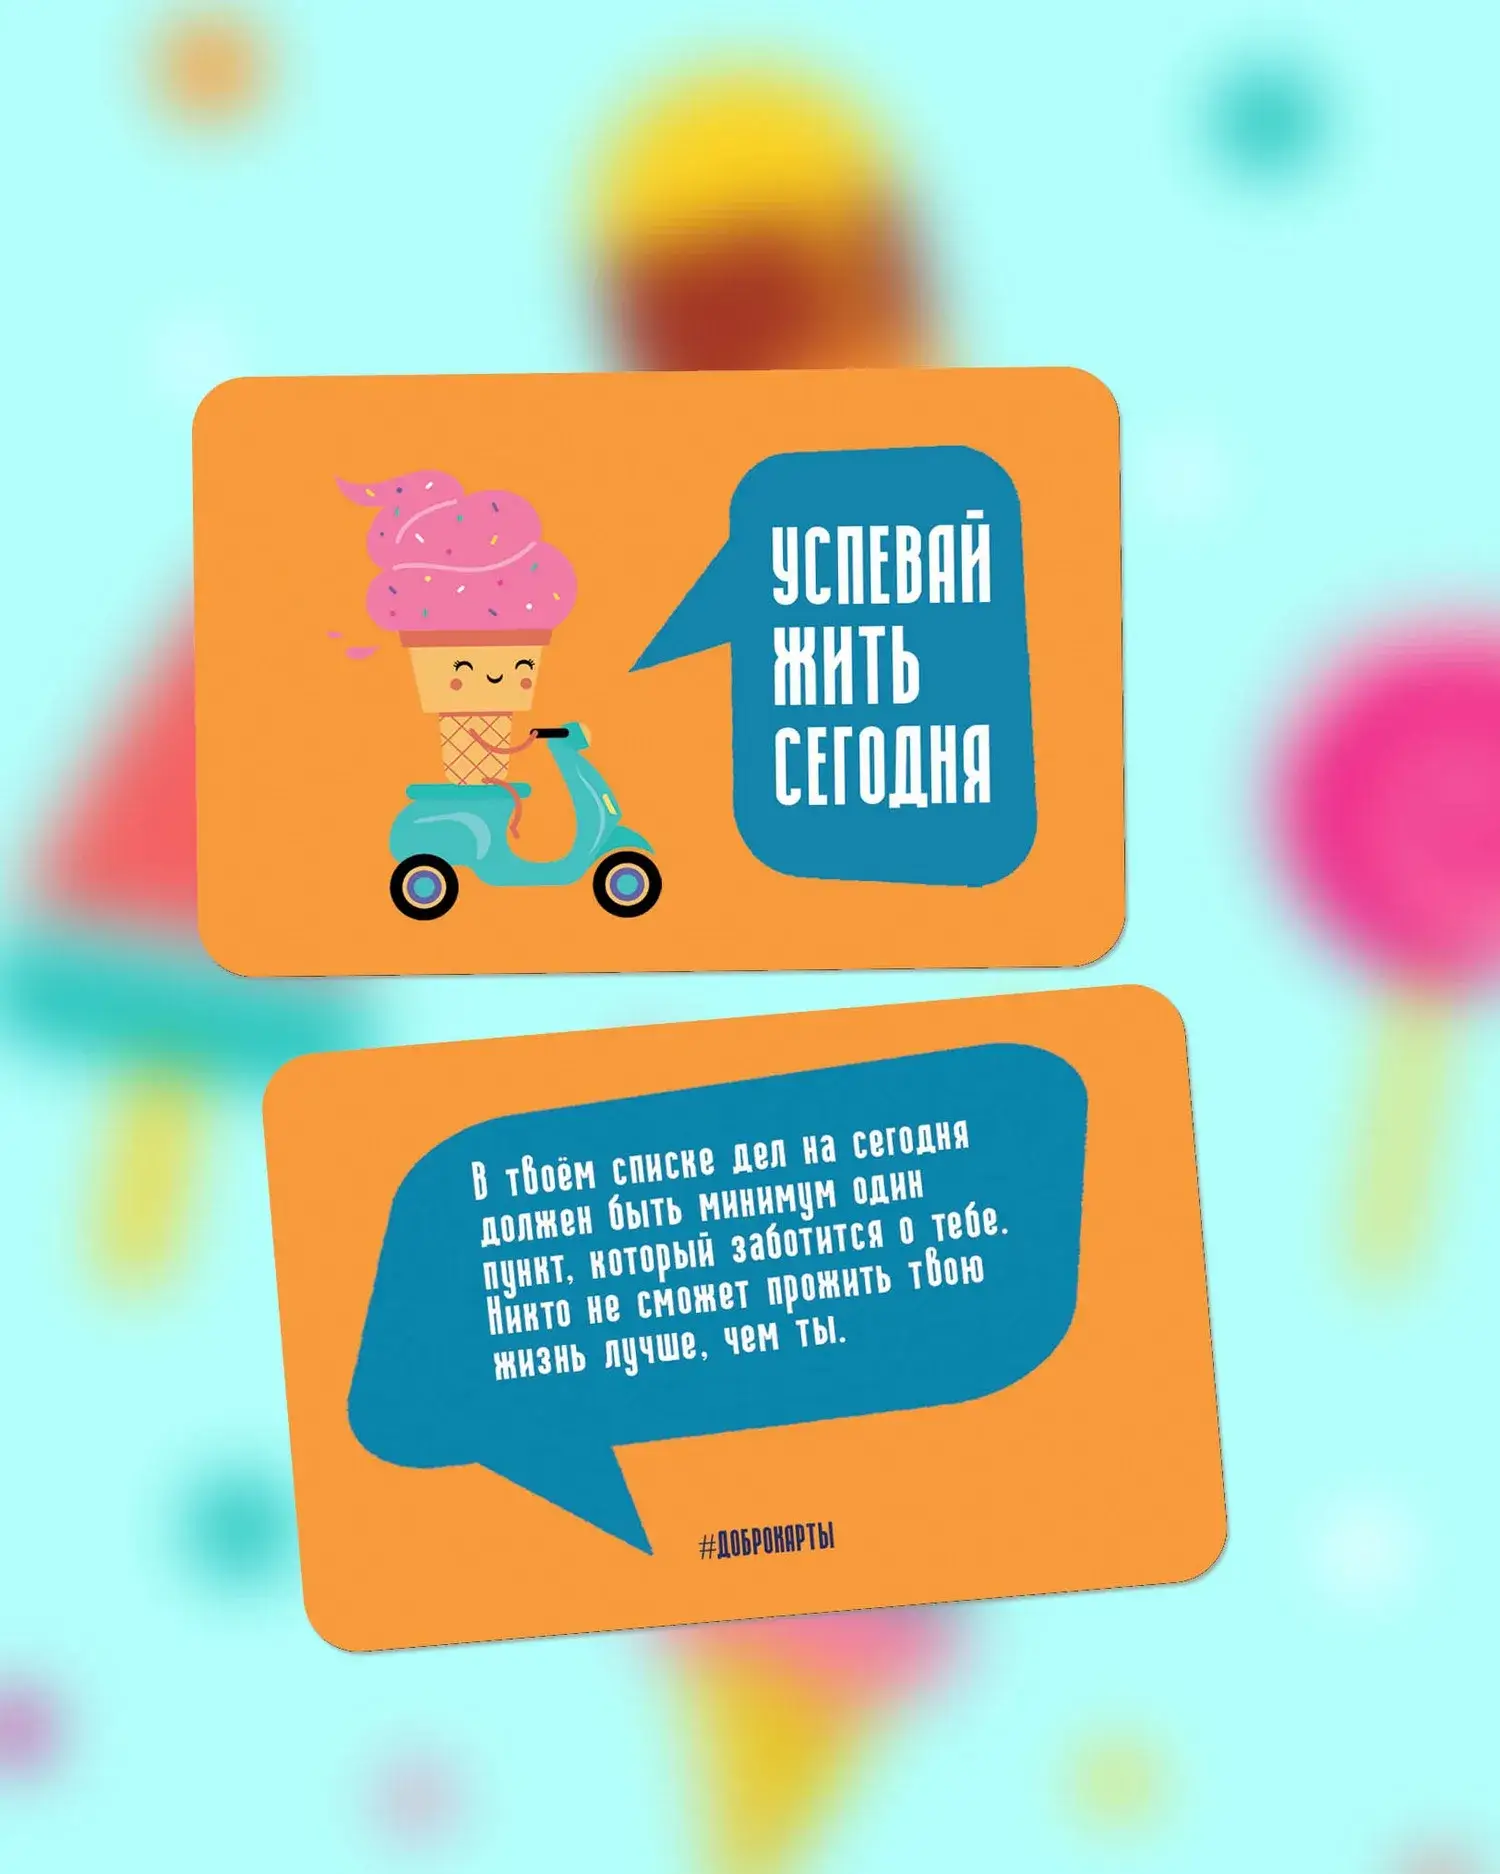 УСПЕВАЙ
ЖИТЬ
СЕГОДНЯ
В твоём списке дел на сегодня
должен быть минимум один
пункт, который заботится о тебе.
Никто не сможет прожить твою
жизнь лучше, чем ты.
#ДОБРОКАРТЫ